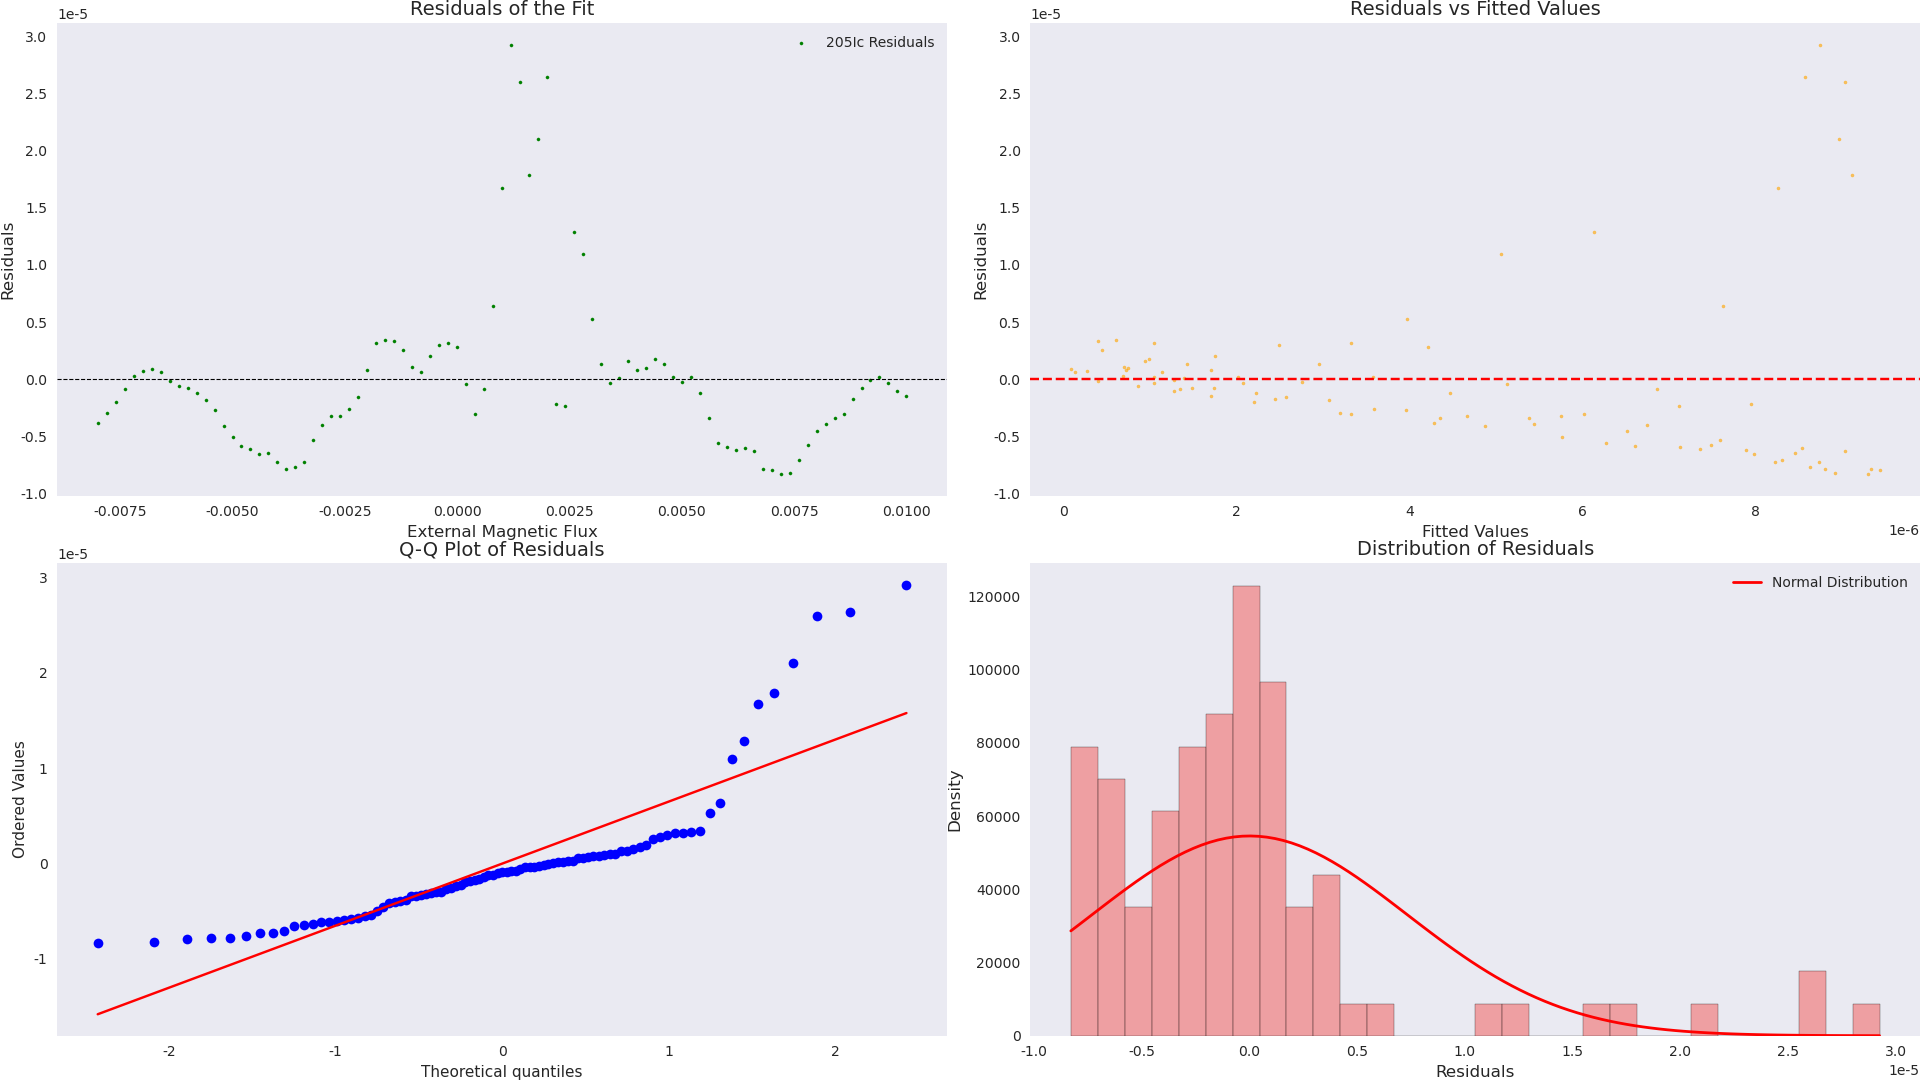 Residuals of the Fit
1e-5
205Ic Residuals
3.0
2.5
2.0
1.5
1.0
0.5
0.0
-0.5
-1.0
Residuals
-0.0075 -0.0050 -0.0025 0.0000 0.0025 0.0050 0.0075 0.0100
External Magnetic Flux
Residuals vs Fitted Values
1e-5
3.0
2.5
2.0
1.5
1.0
0.5
0.0
-0.5
-1.0
Residuals
0 2 4 6 8
1e-6
Fitted Values
Q-Q Plot of Residuals
1e-5
3
2
1
0
-1
Ordered Values
-2 -1 0 1 2
Theoretical quantiles
Distribution of Residuals
Normal Distribution
120000
100000
80000
60000
40000
20000
0
Density
-1.0 -0.5 0.0 0.5 1.0 1.5 2.0 2.5 3.0
1e-5
Residuals